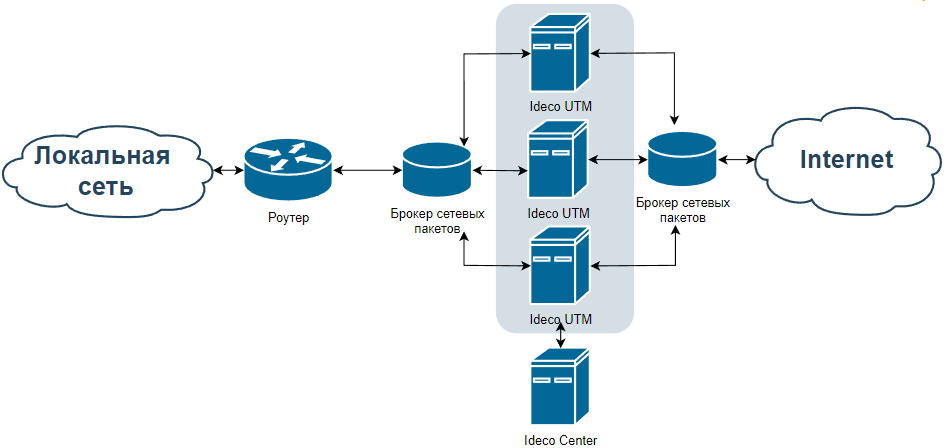 Ideco UTM
Локальная
сеть
Роутер
Брокер сетевых
пакетов
Ideco UTM
Брокер сетевых
пакетов
Internet
Ideco UTM
Ideco Center